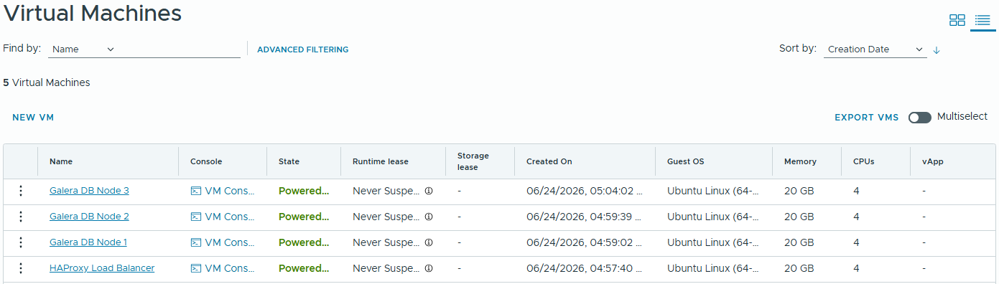 Virtual Machines
Find by: Name ADVANCED FILTERING Sort by: Creation Date
5 Virtual Machines
NEW VM EXPORT VMS Multiselect
Name Console State Runtime lease Storage lease Created On Guest OS Memory CPUs vApp
Galera DB Node 3 VM Cons... Powered... Never Suspe... - 06/24/2026, 05:04:02 ... Ubuntu Linux (64-... 20 GB 4 -
Galera DB Node 2 VM Cons... Powered... Never Suspe... - 06/24/2026, 04:59:39 ... Ubuntu Linux (64-... 20 GB 4 -
Galera DB Node 1 VM Cons... Powered... Never Suspe... - 06/24/2026, 04:59:02 ... Ubuntu Linux (64-... 20 GB 4 -
HAProxy Load Balancer VM Cons... Powered... Never Suspe... - 06/24/2026, 04:57:40 ... Ubuntu Linux (64-... 20 GB 4 -